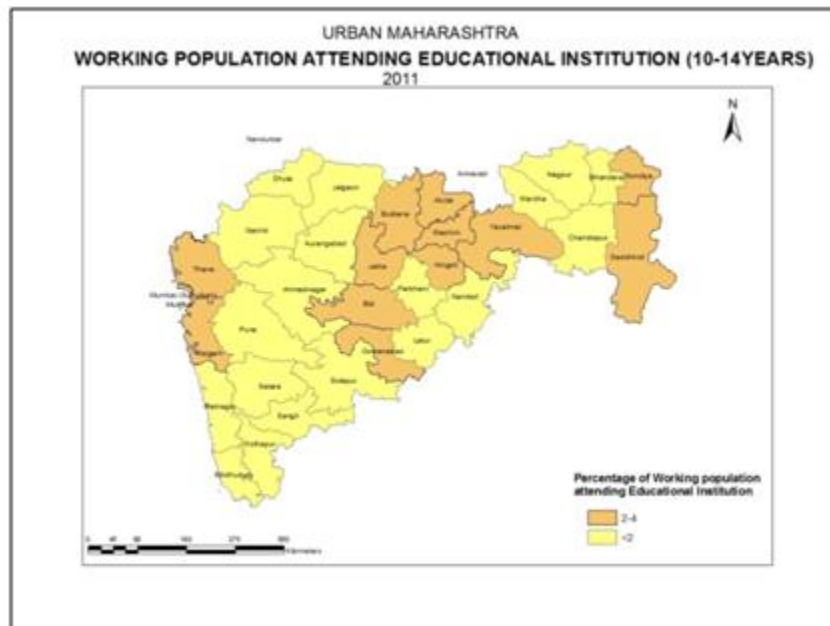 URBAN MAHARASHTRA
WORKING POPULATION ATTENDING EDUCATIONAL INSTITUTION (10-14YEARS)
2011
N
Nandurbar
Dhule
Jalgaon
Amravati
Nagpur
Bhandara
Gondiya
Buldana
Akola
Wardha
Washim
Yavatmal
Nashik
Aurangabad
Chandrapur
Gadchiroli
Jalna
Hingoli
Thane
Parbhani
Ahmadnagar
Nanded
Mumbai
Bid
Pune
Latur
Osmanabad
Raigarh
Solapur
Satara
Ratnagiri
Sangli
Kolhapur
Sindhudurg
Percentage of Working population
attending Educational Institution
2-4
<2
Kilometers